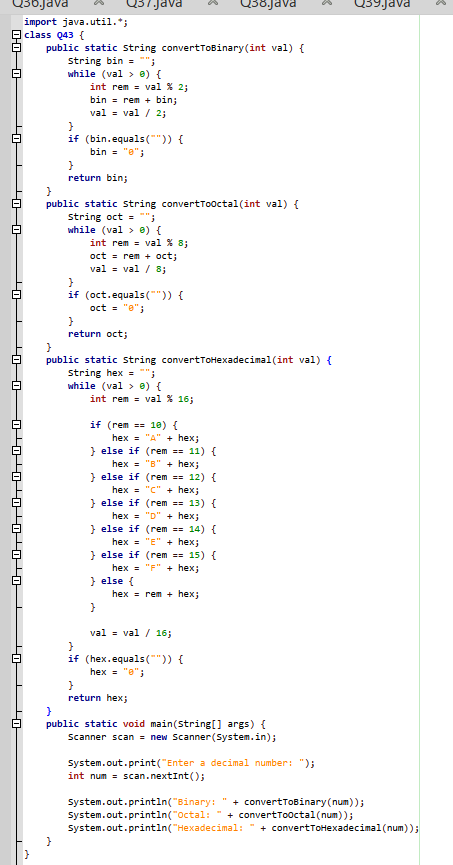 Q36.java Q37.java Q38.java Q39.java
import java.util.*;
class Q43 {
    public static String convertToBinary(int val) {
        String bin = "";
        while (val > 0) {
            int rem = val % 2;
            bin = rem + bin;
            val = val / 2;
        }
        if (bin.equals("")) {
            bin = "0";
        }
        return bin;
    }
    public static String convertToOctal(int val) {
        String oct = "";
        while (val > 0) {
            int rem = val % 8;
            oct = rem + oct;
            val = val / 8;
        }
        if (oct.equals("")) {
            oct = "0";
        }
        return oct;
    }
    public static String convertToHexadecimal(int val) {
        String hex = "";
        while (val > 0) {
            int rem = val % 16;

            if (rem == 10) {
                hex = "A" + hex;
            } else if (rem == 11) {
                hex = "B" + hex;
            } else if (rem == 12) {
                hex = "C" + hex;
            } else if (rem == 13) {
                hex = "D" + hex;
            } else if (rem == 14) {
                hex = "E" + hex;
            } else if (rem == 15) {
                hex = "F" + hex;
            } else {
                hex = rem + hex;
            }

            val = val / 16;
        }
        if (hex.equals("")) {
            hex = "0";
        }
        return hex;
    }
    public static void main(String[] args) {
        Scanner scan = new Scanner(System.in);

        System.out.print("Enter a decimal number: ");
        int num = scan.nextInt();

        System.out.println("Binary: " + convertToBinary(num));
        System.out.println("Octal: " + convertToOctal(num));
        System.out.println("Hexadecimal: " + convertToHexadecimal(num));
    }
}